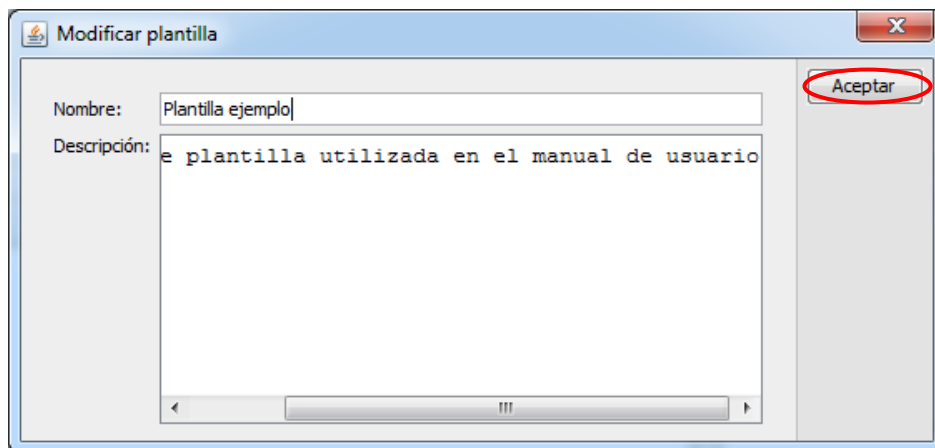 Modificar plantilla
Aceptar
Nombre: Plantilla ejemplo
Descripción: e plantilla utilizada en el manual de usuario